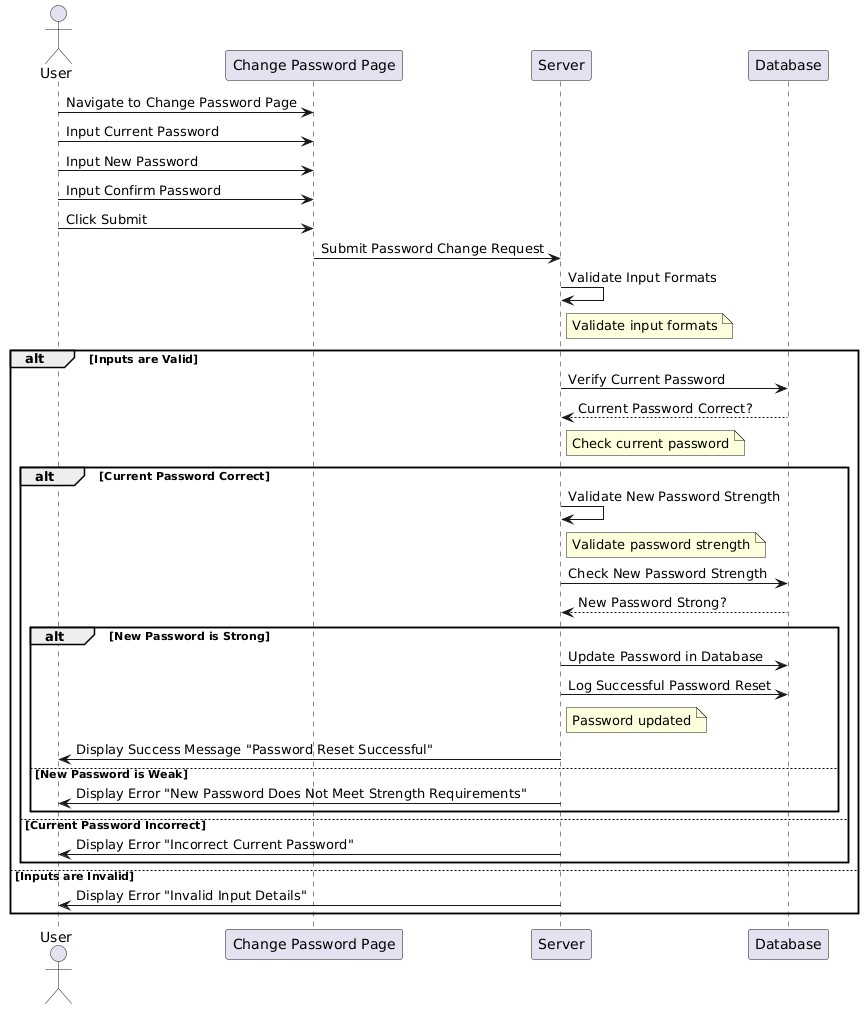 User
Change Password Page
Server
Database
Navigate to Change Password Page
Input Current Password
Input New Password
Input Confirm Password
Click Submit
Submit Password Change Request
Validate Input Formats
Validate input formats
alt
[Inputs are Valid]
Verify Current Password
Current Password Correct?
Check current password
alt
[Current Password Correct]
Validate New Password Strength
Validate password strength
Check New Password Strength
New Password Strong?
alt
[New Password is Strong]
Update Password in Database
Log Successful Password Reset
Password updated
Display Success Message "Password Reset Successful"
[New Password is Weak]
Display Error "New Password Does Not Meet Strength Requirements"
[Current Password Incorrect]
Display Error "Incorrect Current Password"
[Inputs are Invalid]
Display Error "Invalid Input Details"
User
Change Password Page
Server
Database